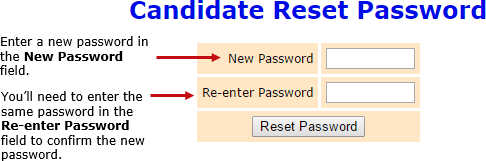 Candidate Reset Password
Enter a new password in
the New Password
field.
New Password
You'll need to enter the
same password in the
Re-enter Password
field to confirm the new
password.
Re-enter Password
Reset Password